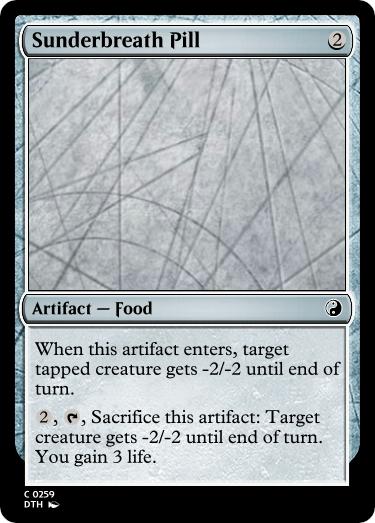 Sunderbreath Pill 2
Artifact — Food
When this artifact enters, target
tapped creature gets -2/-2 until end of
turn.
2, , Sacrifice this artifact: Target
creature gets -2/-2 until end of turn.
You gain 3 life.
C 0259
DTH